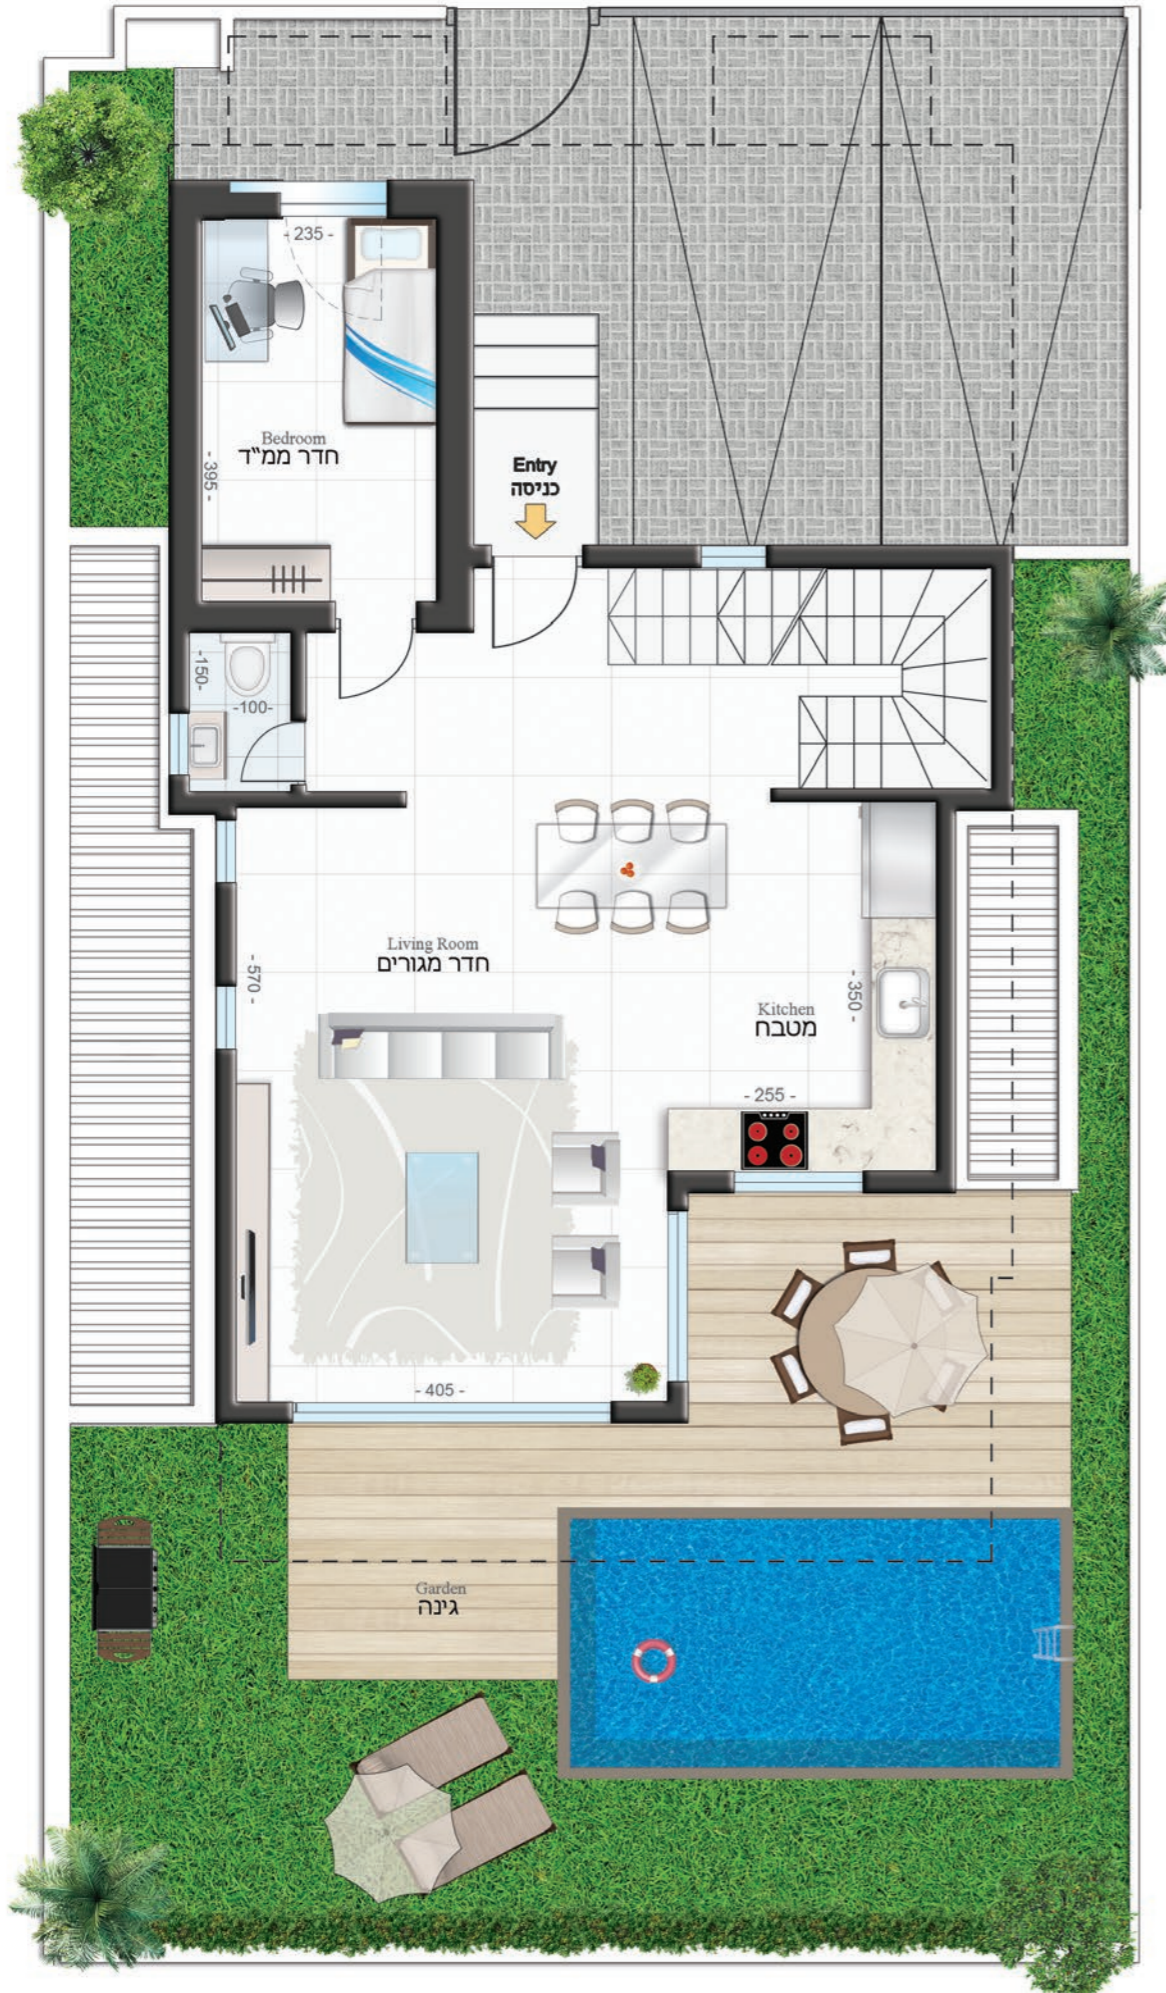 - 235 -
Bedroom
חדר ממ"ד
- 395 -
Entry
כניסה
-150-
-100-
Living Room
חדר מגורים
- 570 -
Kitchen
מטבח
- 350 -
- 255 -
- 405 -
Garden
גינה